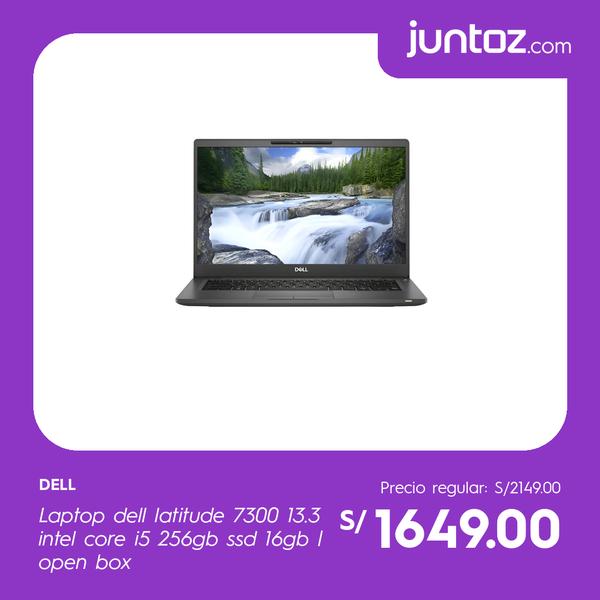 juntoz.com
DELL
DELL
Laptop dell latitude 7300 13.3
intel core i5 256gb ssd 16gb |
open box
Precio regular: S/2149.00
S/ 1649.00